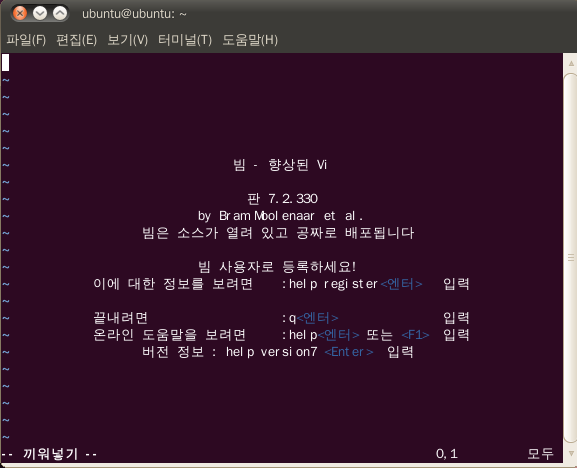 ubuntu@ubuntu: ~
파일(F) 편집(E) 보기(V) 터미널(T) 도움말(H)
~
~
~
~
~
빔 - 향상된 Vi
~
~ 판 7.2.330
~ by Bram Moolenaar et al.
~ 빔은 소스가 열려 있고 공짜로 배포됩니다
~
~ 빔 사용자로 등록하세요!
~ 이에 대한 정보를 보려면 :help register<엔터> 입력
~
~ 끝내려면 :q<엔터> 입력
~ 온라인 도움말을 보려면 :help<엔터> 또는 <F1> 입력
~ 버전 정보 : help version7 <Enter> 입력
~
~
~
~
~
-- 끼워넣기 -- 0,1 모두